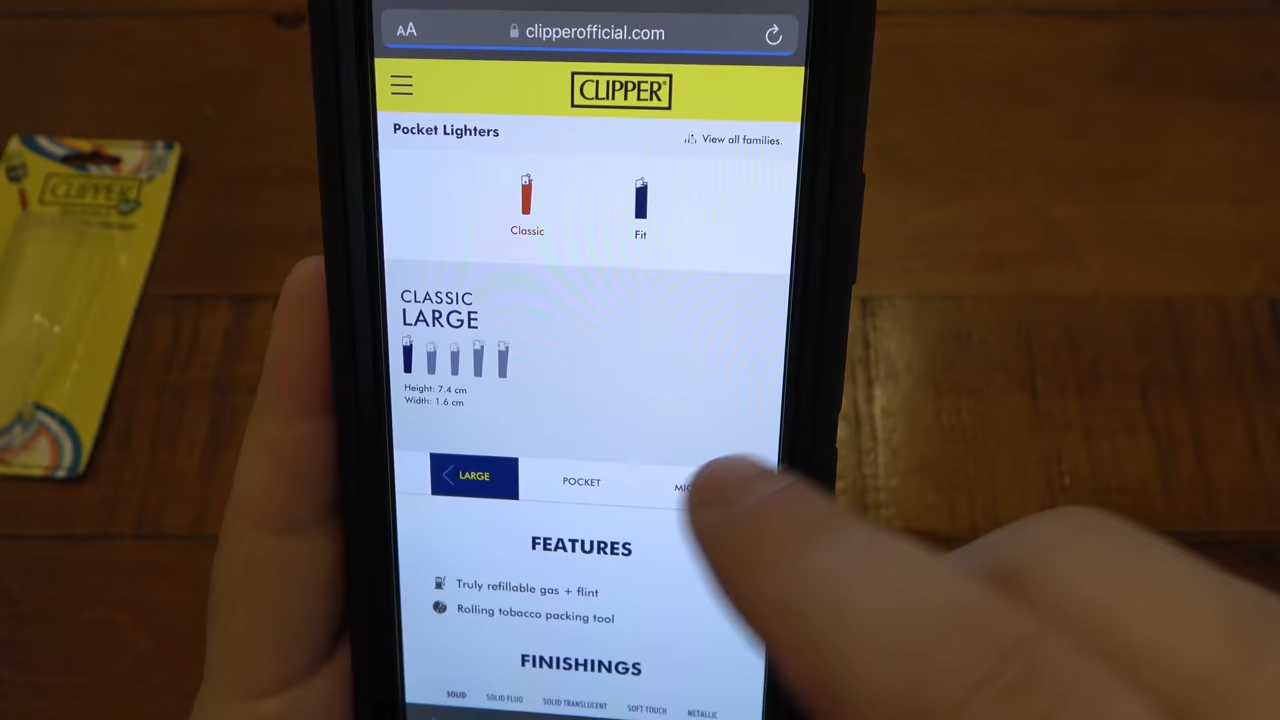 AA clipperofficial.com
CLIPPER®
Pocket Lighters
View all families.
Classic
Fit
CLASSIC
LARGE
Height: 7.4 cm
Width: 1.6 cm
LARGE
POCKET
FEATURES
Truly refillable gas + flint
Rolling tobacco packing tool
FINISHINGS
SOLID
SOLID FLUO
SOLID TRANSLUCENT
SOFT TOUCH
METALLIC
CLIPPER